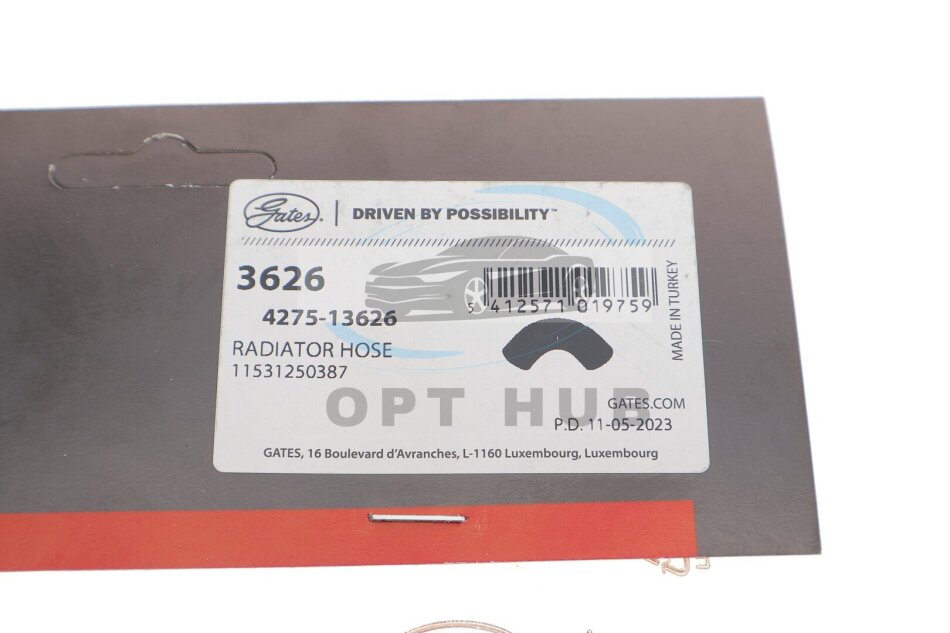 Gates® | DRIVEN BY POSSIBILITY™
3626
4275-13626
RADIATOR HOSE
11531250387
5 412571 019759
MADE IN TURKEY
OPT HUB
GATES.COM
P.D. 11-05-2023
GATES, 16 Boulevard d'Avranches, L-1160 Luxembourg, Luxembourg